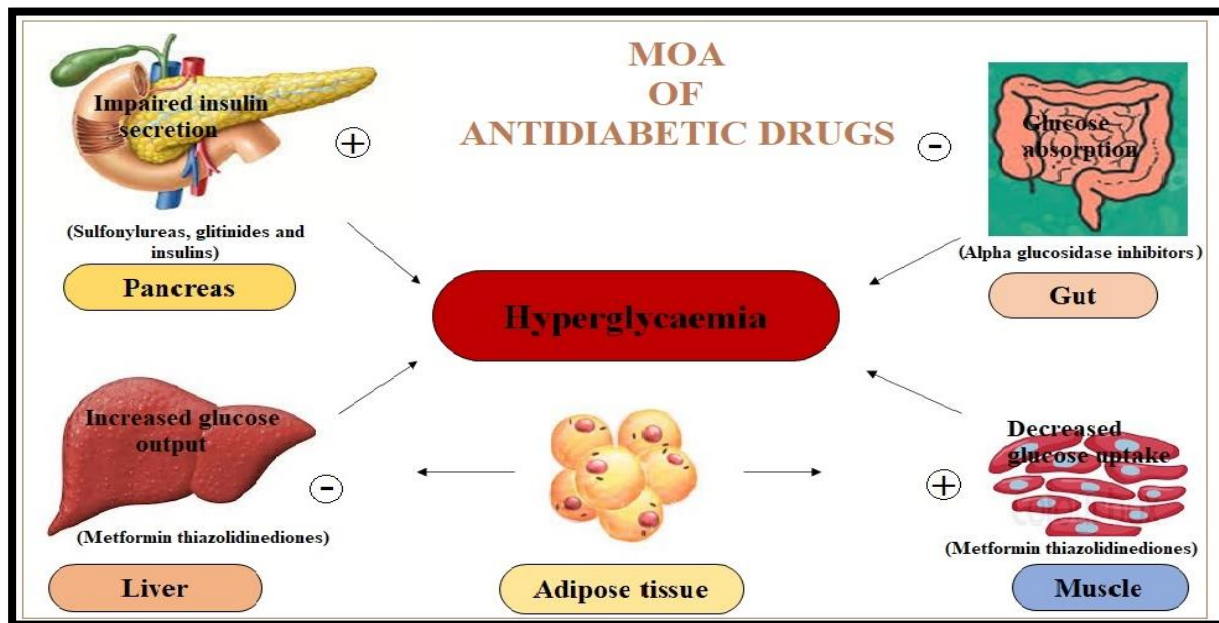 MOA
OF
ANTIDIABETIC DRUGS
Impaired insulin
secretion
+
(Sulfonylureas, glitinides and
insulins)
Pancreas
-
Glucose
absorption
(Alpha glucosidase inhibitors)
Gut
Hyperglycaemia
Increased glucose
output
-
(Metformin thiazolidinediones)
Liver
Adipose tissue
Decreased
glucose uptake
+
(Metformin thiazolidinediones)
Muscle